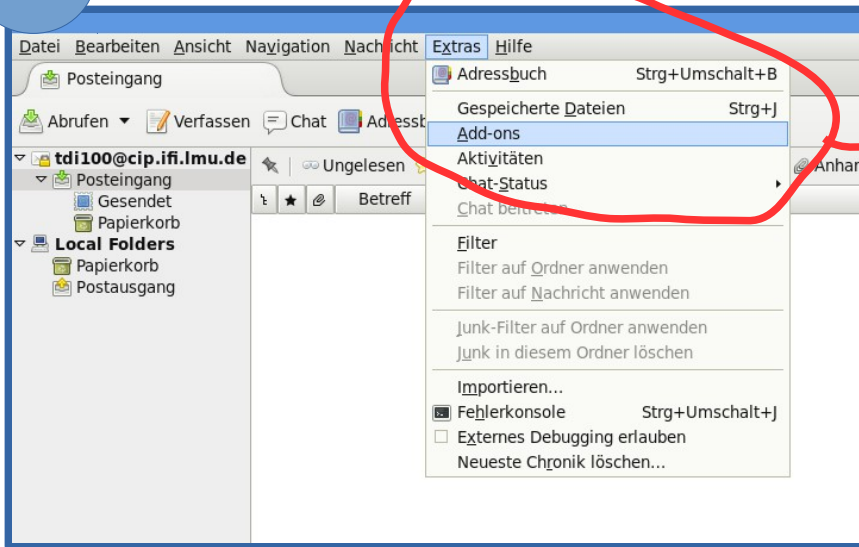 Datei Bearbeiten Ansicht Navigation Nachricht Extras Hilfe
Posteingang
Abrufen Verfassen Chat Adressb
tdi100@cip.ifi.lmu.de
Posteingang
Gesendet
Papierkorb
Local Folders
Papierkorb
Postausgang
Ungelesen
Anhan
Betreff
Adressbuch Strg+Umschalt+B
Gespeicherte Dateien Strg+J
Add-ons
Aktivitäten
Chat-Status
Chat beitreten
Filter
Filter auf Ordner anwenden
Filter auf Nachricht anwenden
Junk-Filter auf Ordner anwenden
Junk in diesem Ordner löschen
Importieren...
Fehlerkonsole Strg+Umschalt+J
Externes Debugging erlauben
Neueste Chronik löschen...